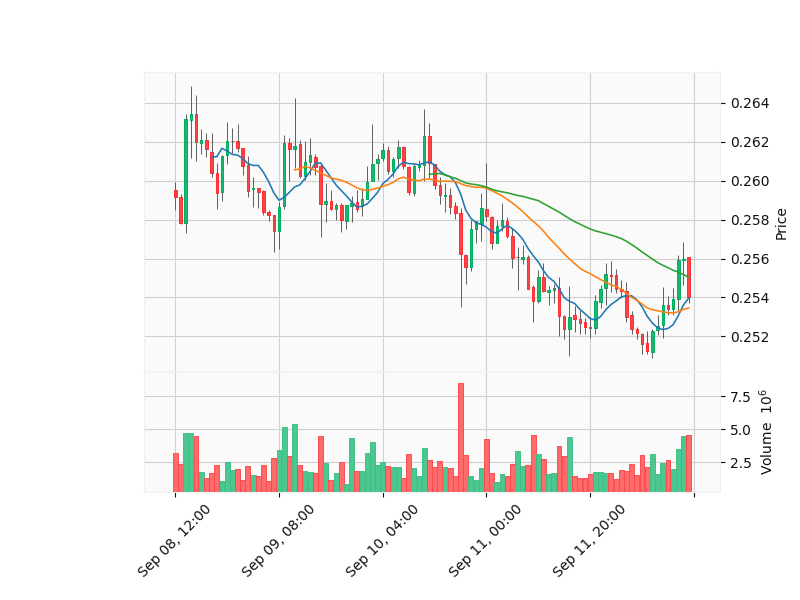 0.264
0.262
0.260
0.258
0.256
0.254
0.252
Price
7.5
5.0
2.5
Volume 10^6
Sep 08, 12:00
Sep 09, 08:00
Sep 10, 04:00
Sep 11, 00:00
Sep 11, 20:00